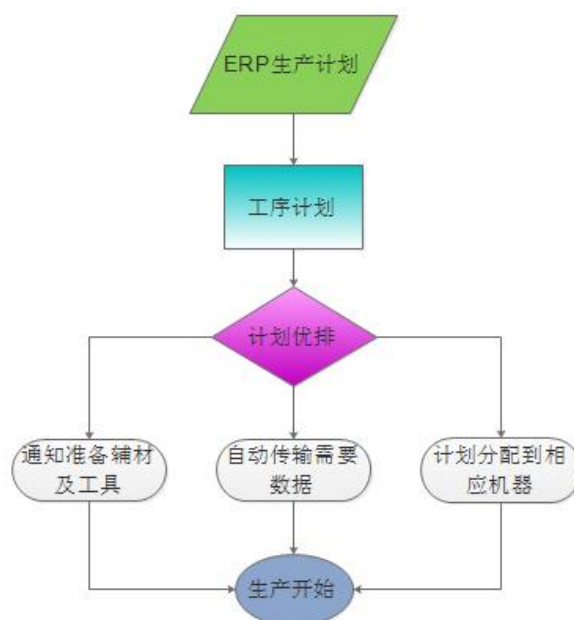 ERP生产计划
工序计划
计划优排
通知准备辅材
及工具
自动传输需要
数据
计划分配到相
应机器
生产开始